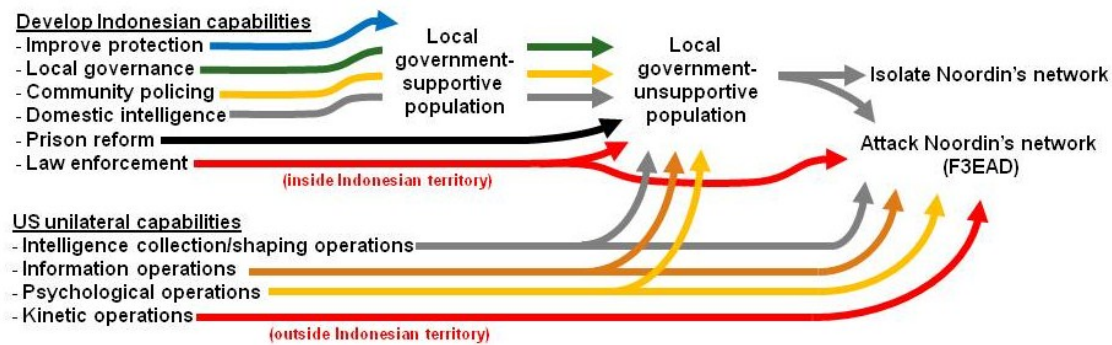 Develop Indonesian capabilities
- Improve protection
- Local governance
- Community policing
- Domestic intelligence
- Prison reform
- Law enforcement
(inside Indonesian territory)
Local
government-
supportive
population
Local
government-
unsupportive
population
Isolate Noordin's network
Attack Noordin's network
(F3EAD)
US unilateral capabilities
- Intelligence collection/shaping operations
- Information operations
- Psychological operations
- Kinetic operations
(outside Indonesian territory)